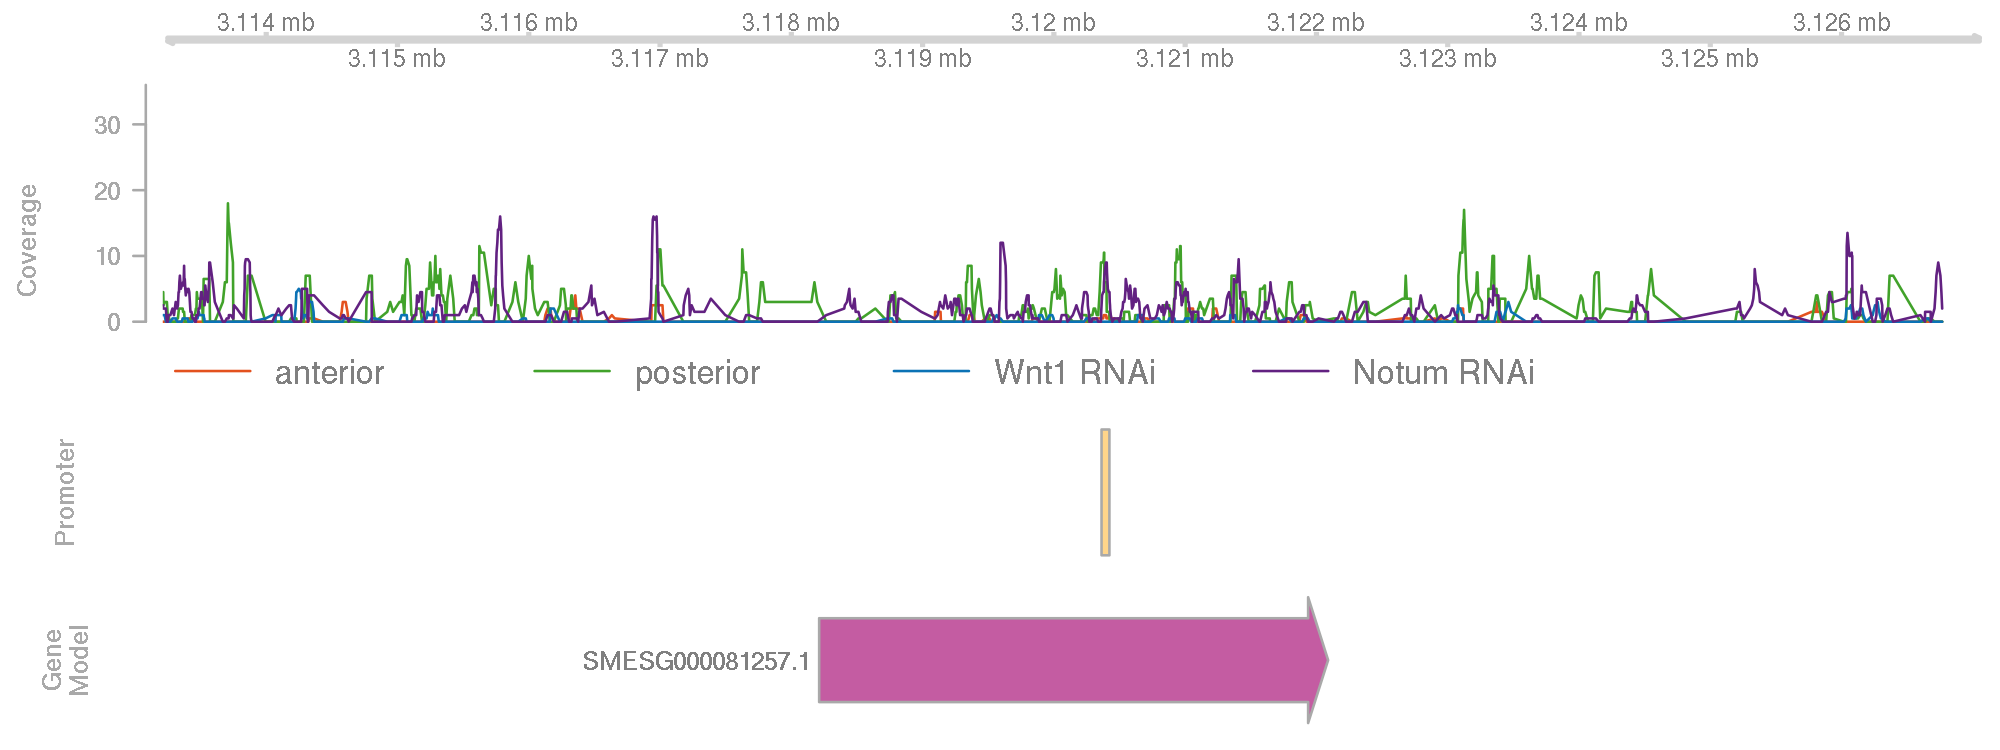 3.114 mb 3.116 mb 3.118 mb 3.12 mb 3.122 mb 3.124 mb 3.126 mb
3.115 mb 3.117 mb 3.119 mb 3.121 mb 3.123 mb 3.125 mb
Coverage
30
20
10
0
anterior posterior Wnt1 RNAi Notum RNAi
Promoter
Gene
Model
SMESG000081257.1